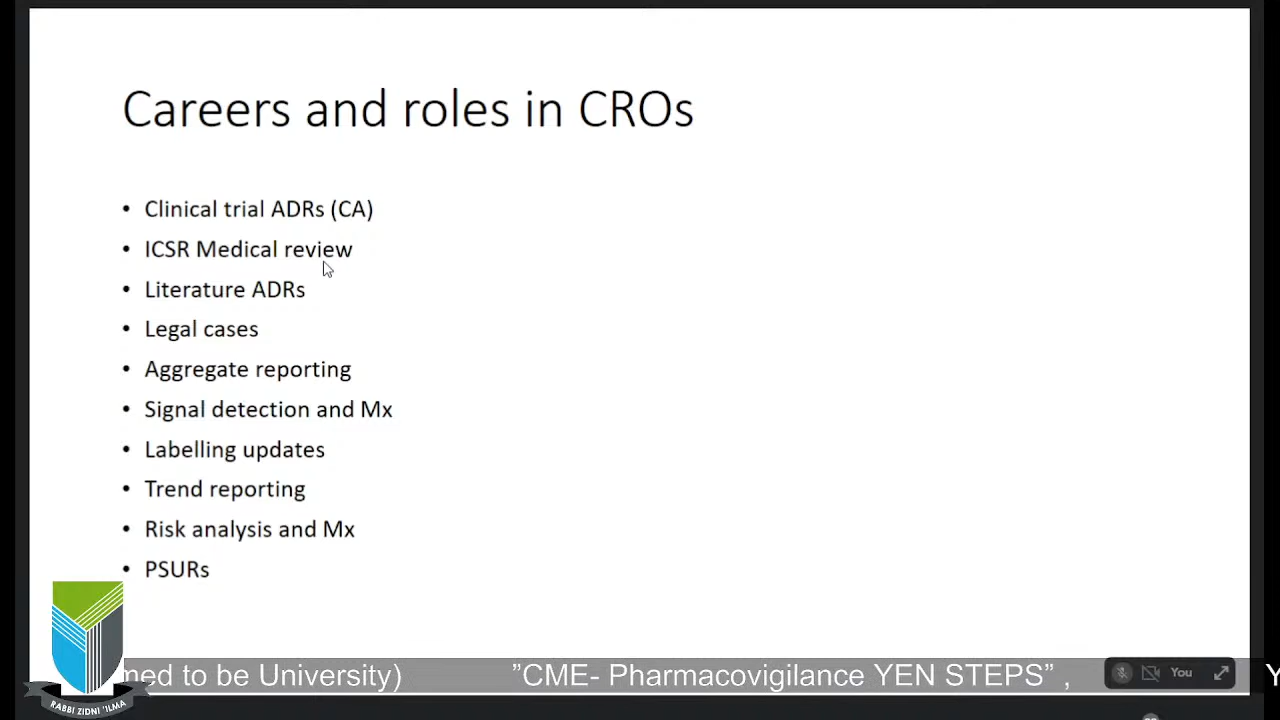 Careers and roles in CROs
• Clinical trial ADRs (CA)
• ICSR Medical review
• Literature ADRs
• Legal cases
• Aggregate reporting
• Signal detection and Mx
• Labelling updates
• Trend reporting
• Risk analysis and Mx
• PSURs
med to be University) ”CME- Pharmacovigilance YEN STEPS” , Y
You
RABBI ZIDNI 'ILMA